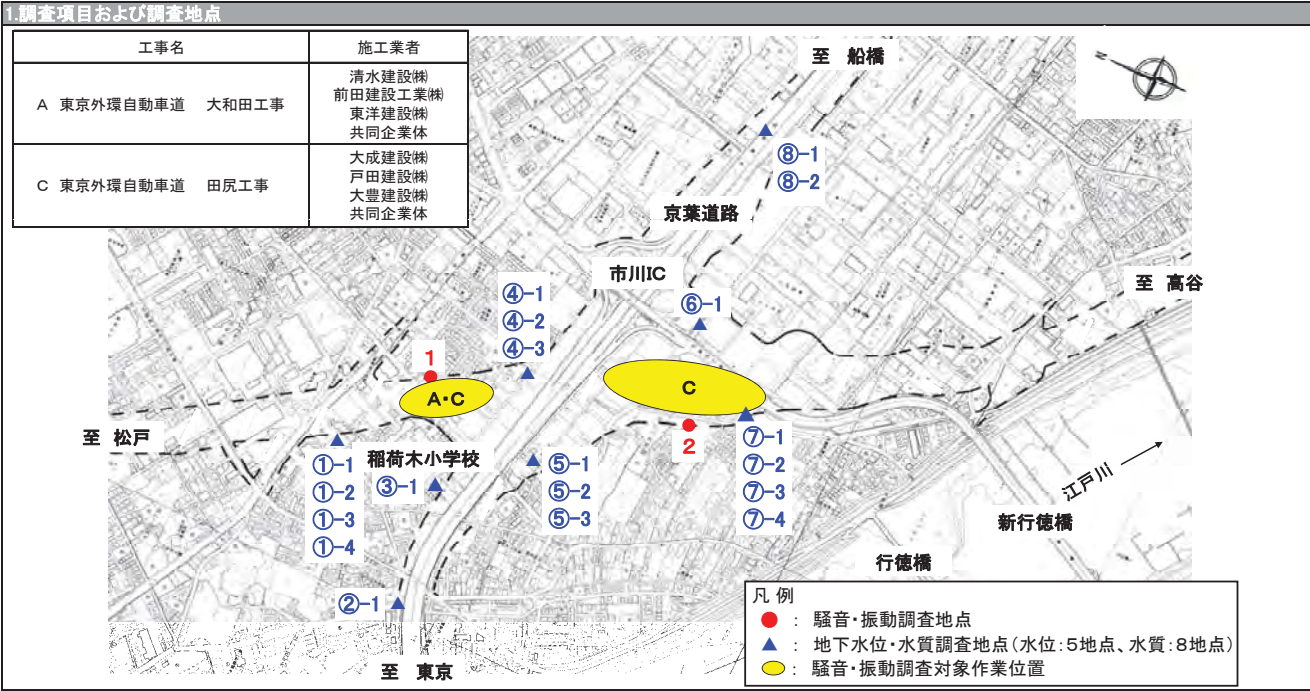 1.調査項目および調査地点
工事名
施工業者
A 東京外環自動車道 大和田工事
清水建設㈱
前田建設工業㈱
東洋建設㈱
共同企業体
C 東京外環自動車道 田尻工事
大成建設㈱
戸田建設㈱
大豊建設㈱
共同企業体
至 船橋
N
⑧-1
⑧-2
京葉道路
市川IC
至 高谷
④-1
④-2
④-3
⑥-1
1
A・C
C
至 松戸
2
稲荷木小学校
①-1
①-2
①-3
①-4
③-1
⑤-1
⑤-2
⑤-3
⑦-1
⑦-2
⑦-3
⑦-4
江戸川
新行徳橋
行徳橋
②-1
至 東京
凡 例
: 騒音・振動調査地点
: 地下水位・水質調査地点(水位:5地点、水質:8地点)
: 騒音・振動調査対象作業位置